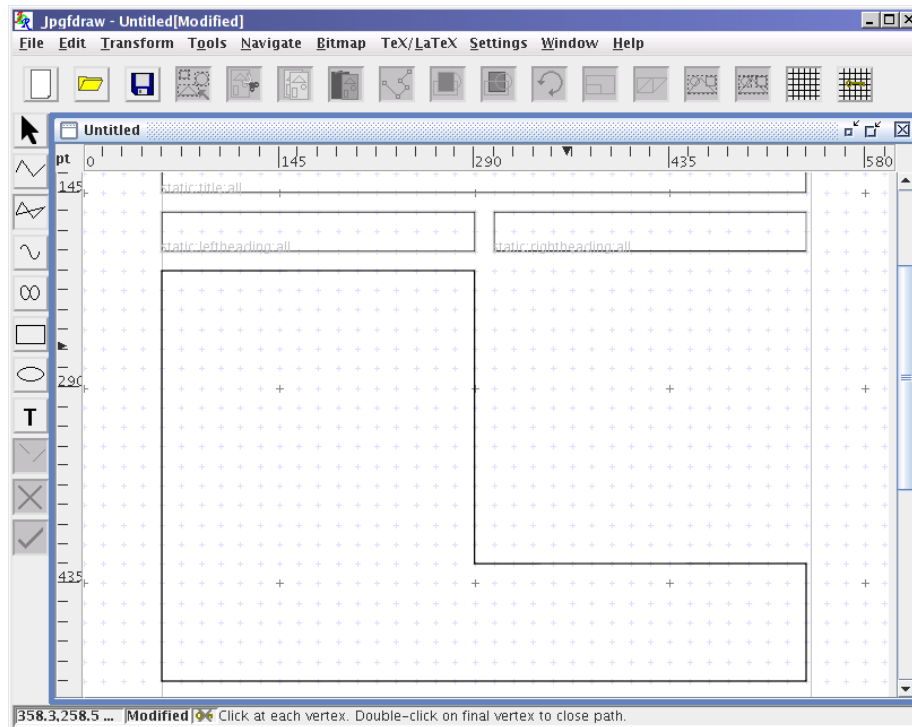 Jpgfdraw - Untitled[Modified]
File Edit Transform Tools Navigate Bitmap TeX/LaTeX Settings Window Help
Untitled
pt 0 145 290 435 580
145
static:title:all
static:leftheading:all static:rightheading:all
290
T
435
358.3,258.5 ... Modified Click at each vertex. Double-click on final vertex to close path.